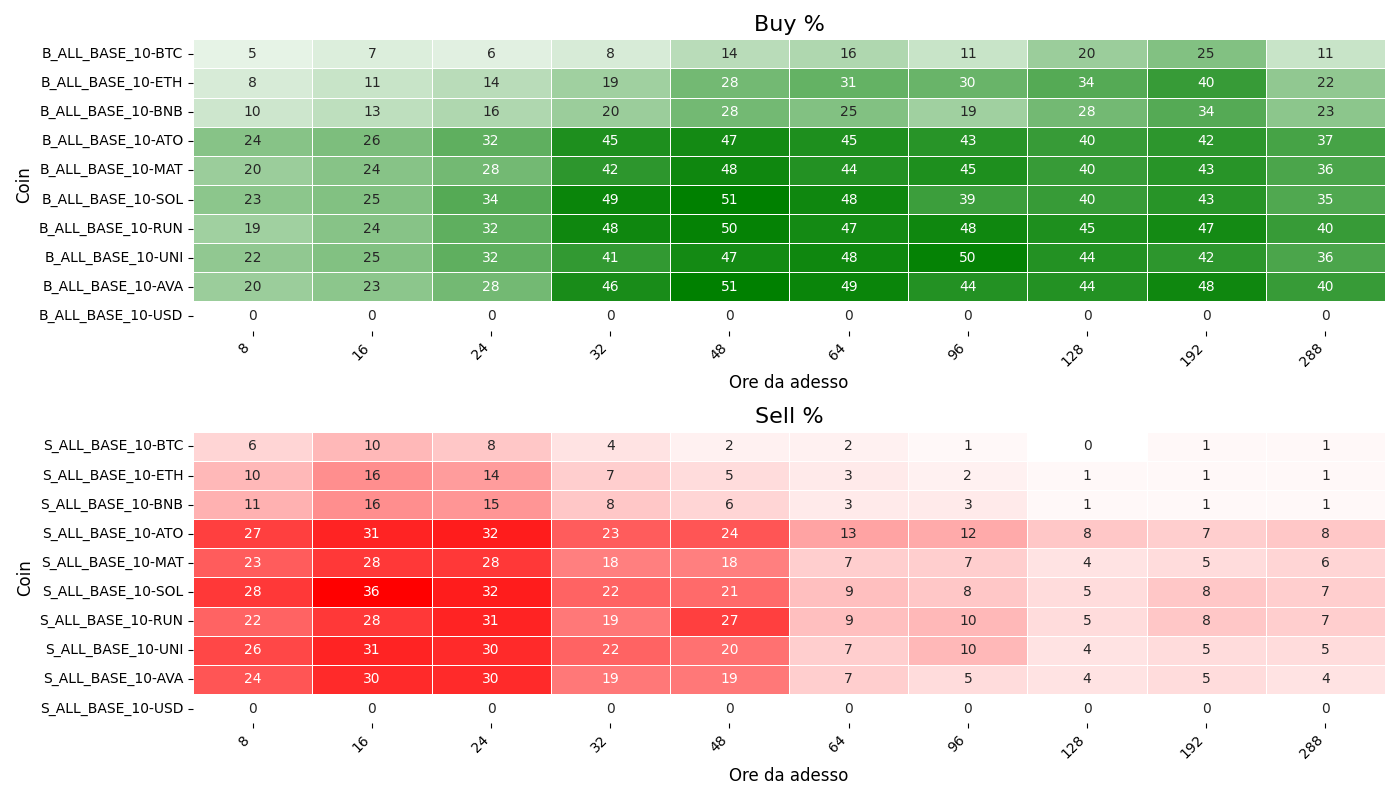 Buy %
B_ALL_BASE_10-BTC 5 7 6 8 14 16 11 20 25 11
B_ALL_BASE_10-ETH 8 11 14 19 28 31 30 34 40 22
B_ALL_BASE_10-BNB 10 13 16 20 28 25 19 28 34 23
B_ALL_BASE_10-ATO 24 26 32 45 47 45 43 40 42 37
B_ALL_BASE_10-MAT 20 24 28 42 48 44 45 40 43 36
Coin
B_ALL_BASE_10-SOL 23 25 34 49 51 48 39 40 43 35
B_ALL_BASE_10-RUN 19 24 32 48 50 47 48 45 47 40
B_ALL_BASE_10-UNI 22 25 32 41 47 48 50 44 42 36
B_ALL_BASE_10-AVA 20 23 28 46 51 49 44 44 48 40
B_ALL_BASE_10-USD 0 0 0 0 0 0 0 0 0 0
8 16 24 32 48 64 96 128 192 288
Ore da adesso
Sell %
S_ALL_BASE_10-BTC 6 10 8 4 2 2 1 0 1 1
S_ALL_BASE_10-ETH 10 16 14 7 5 3 2 1 1 1
S_ALL_BASE_10-BNB 11 16 15 8 6 3 3 1 1 1
S_ALL_BASE_10-ATO 27 31 32 23 24 13 12 8 7 8
S_ALL_BASE_10-MAT 23 28 28 18 18 7 7 4 5 6
Coin
S_ALL_BASE_10-SOL 28 36 32 22 21 9 8 5 8 7
S_ALL_BASE_10-RUN 22 28 31 19 27 9 10 5 8 7
S_ALL_BASE_10-UNI 26 31 30 22 20 7 10 4 5 5
S_ALL_BASE_10-AVA 24 30 30 19 19 7 5 4 5 4
S_ALL_BASE_10-USD 0 0 0 0 0 0 0 0 0 0
8 16 24 32 48 64 96 128 192 288
Ore da adesso